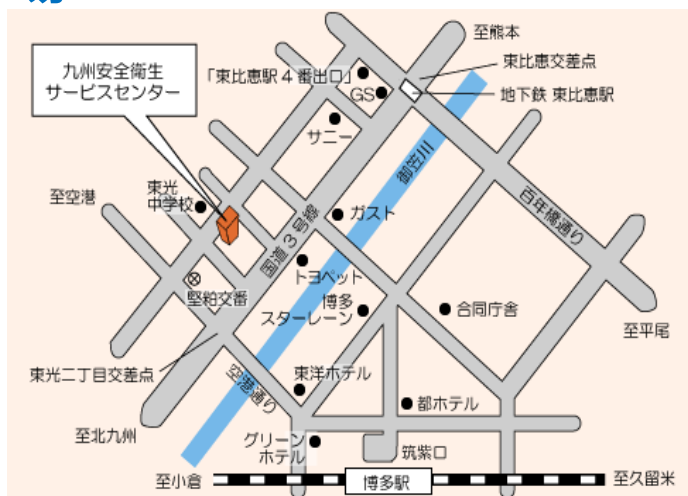 至熊本
東比恵交差点
九州安全衛生
サービスセンター
「東比恵駅4番出口」
GS
地下鉄 東比恵駅
サニー
御笠川
百年橋通り
東光
中学校
至空港
国道3号線
ガスト
トヨペット
堅粕交番
博多
スターレーン
合同庁舎
至平尾
東光二丁目交差点
空港通り
東洋ホテル
都ホテル
至北九州
グリーン
ホテル
筑紫口
至小倉
博多駅
至久留米